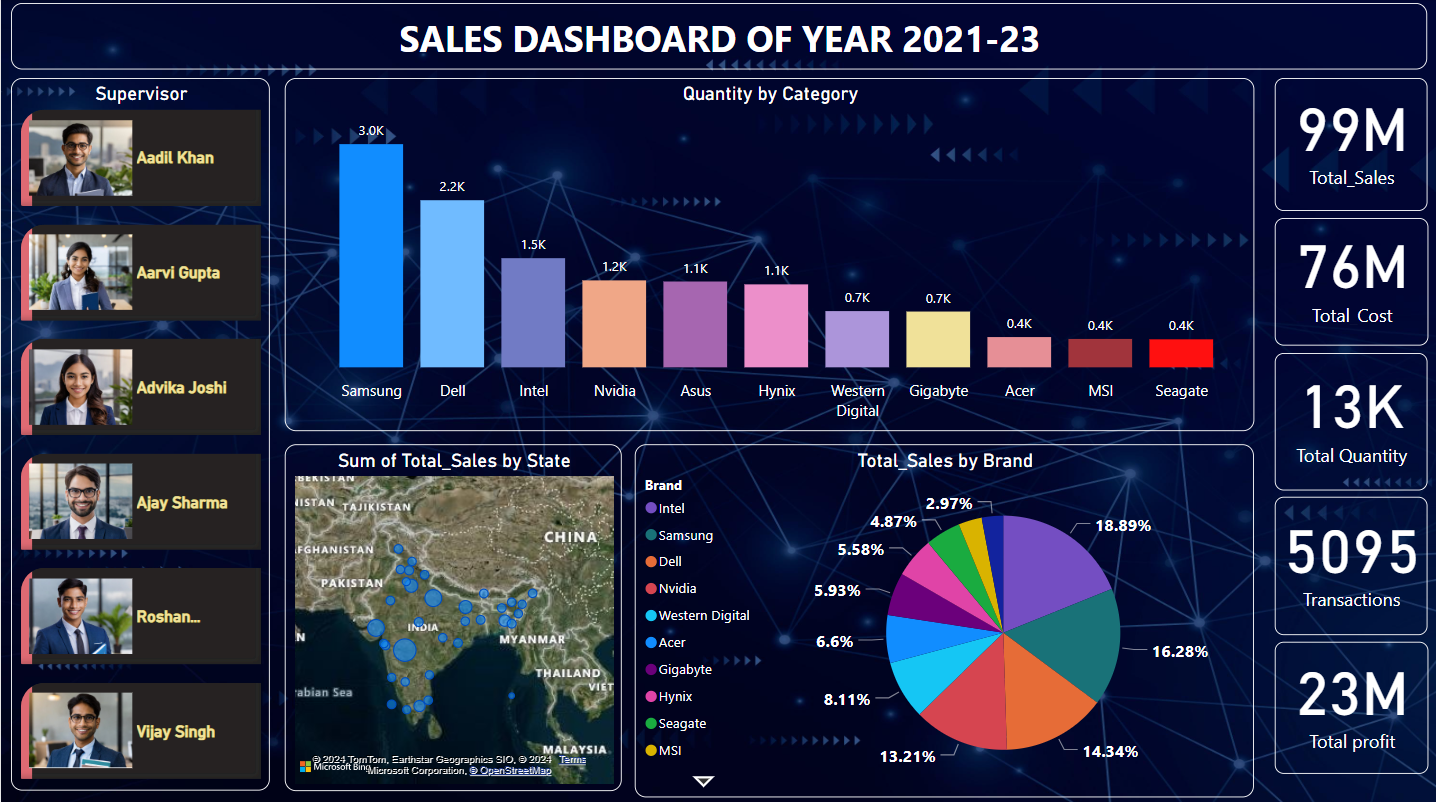 SALES DASHBOARD OF YEAR 2021-23
Supervisor
Aadil Khan
Aarvi Gupta
Advika Joshi
Ajay Sharma
Roshan...
Vijay Singh
Quantity by Category
3.0K
2.2K
1.5K
1.2K
1.1K
1.1K
0.7K
0.7K
0.4K
0.4K
0.4K
Samsung
Dell
Intel
Nvidia
Asus
Hynix
Western
Digital
Gigabyte
Acer
MSI
Seagate
Sum of Total_Sales by State
BEKISTAN
NISTAN
TAJIKISTAN
CHINA
AFGHANISTAN
PAKISTAN
INDIA
MYANMAR
THAILAND
VIET
rabian Sea
MALAYSIA
© 2024 TomTom, Earthstar Geographics SIO, © 2024
Terms
Microsoft Bing
Microsoft Corporation, © OpenStreetMap
Total_Sales by Brand
Brand
Intel
Samsung
Dell
Nvidia
Western Digital
Acer
Gigabyte
Hynix
Seagate
MSI
18.89%
16.28%
14.34%
13.21%
8.11%
6.6%
5.93%
5.58%
4.87%
2.97%
99M
Total_Sales
76M
Total Cost
13K
Total Quantity
5095
Transactions
23M
Total profit